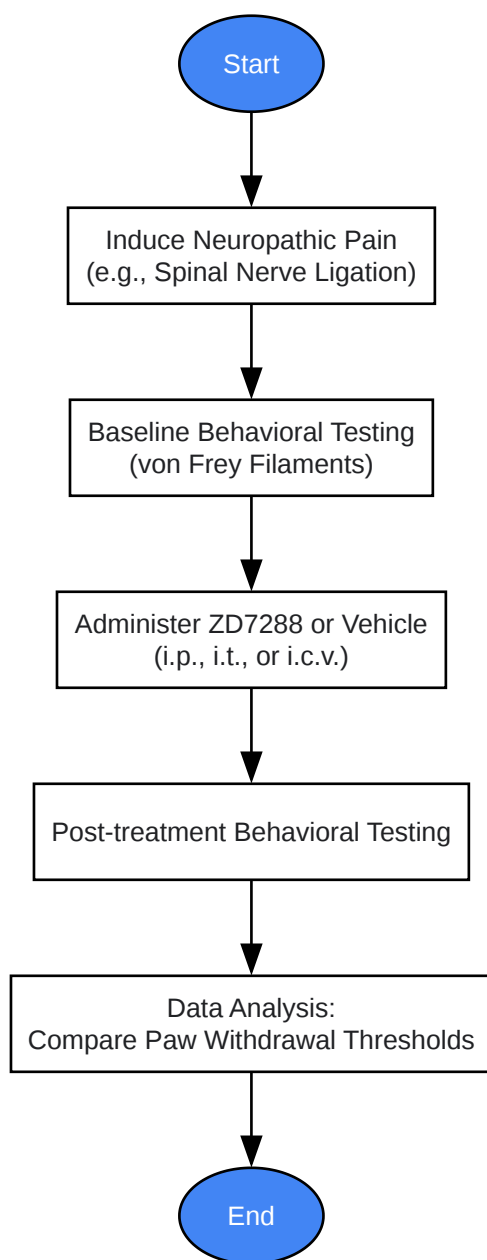 Start
Induce Neuropathic Pain
(e.g., Spinal Nerve Ligation)
Baseline Behavioral Testing
(von Frey Filaments)
Administer ZD7288 or Vehicle
(i.p., i.t., or i.c.v.)
Post-treatment Behavioral Testing
Data Analysis:
Compare Paw Withdrawal Thresholds
End